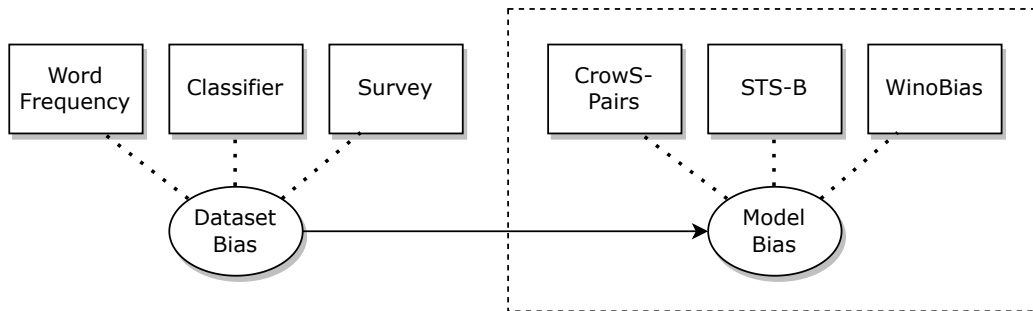 Word
Frequency
Classifier
Survey
CrowS-
Pairs
STS-B
WinoBias
Dataset
Bias
Model
Bias